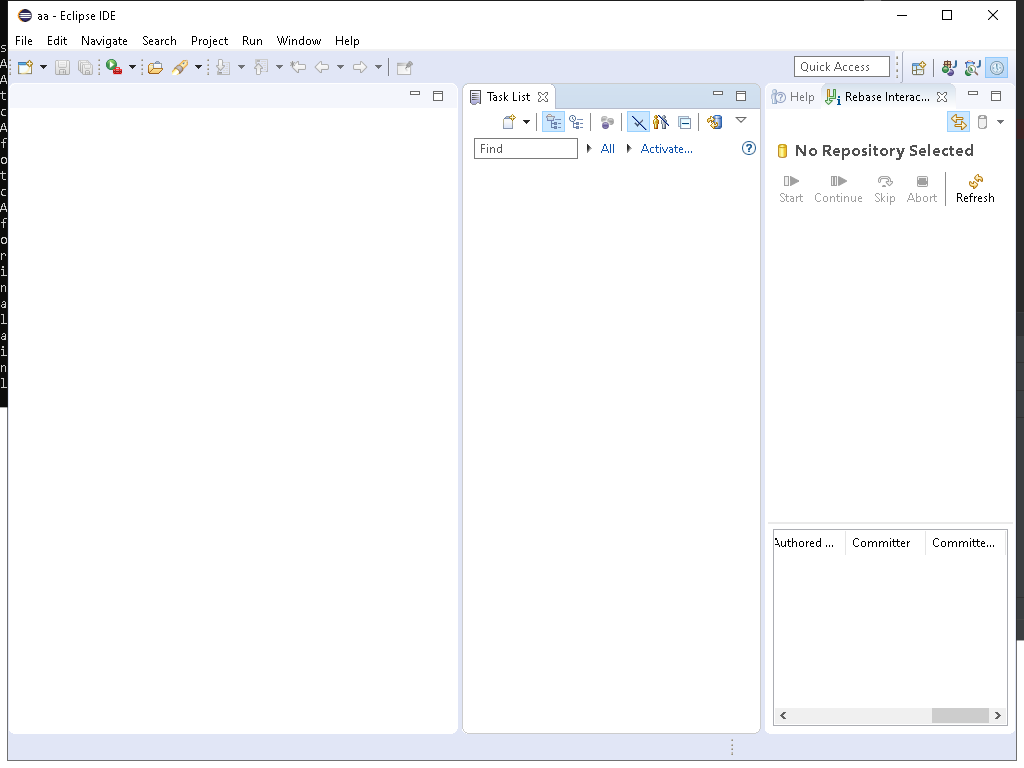 aa - Eclipse IDE
File Edit Navigate Search Project Run Window Help
Quick Access
Task List
Help Rebase Interac...
Find All Activate...
No Repository Selected
Start Continue Skip Abort Refresh
Authored ... Committer Committe...
s
A
A
t
c
A
f
o
t
c
A
f
o
r
i
n
a
l
a
i
n
l